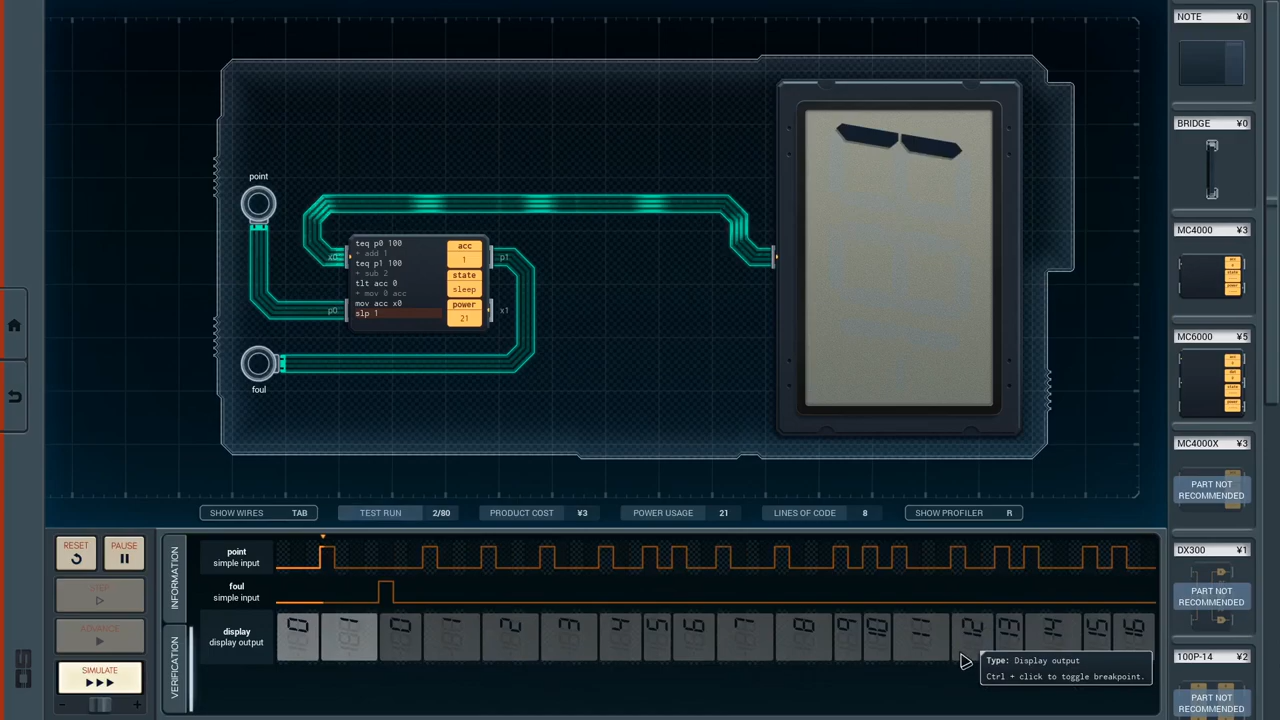 NOTE ¥0
BRIDGE ¥0
MC4000 ¥3
MC6000 ¥5
MC4000X ¥3
PART NOT
RECOMMENDED
DX300 ¥1
PART NOT
RECOMMENDED
100P-14 ¥2
PART NOT
RECOMMENDED
point
foul
x0
p0
p1
x1
teq p0 100
+ add 1
teq p1 100
+ sub 2
tlt acc 0
+ mov 0 acc
mov acc x0
slp 1
acc
1
state
sleep
power
21
SHOW WIRES TAB
TEST RUN 2/80
PRODUCT COST ¥3
POWER USAGE 21
LINES OF CODE 8
SHOW PROFILER R
RESET
PAUSE
STEP
ADVANCE
SIMULATE
- +
INFORMATION
VERIFICATION
point
simple input
foul
simple input
display
display output
0 1 0 1 2 3 4 5 6 7 8 9 10 11 12 13 14 15 16
Type: Display output
Ctrl + click to toggle breakpoint.